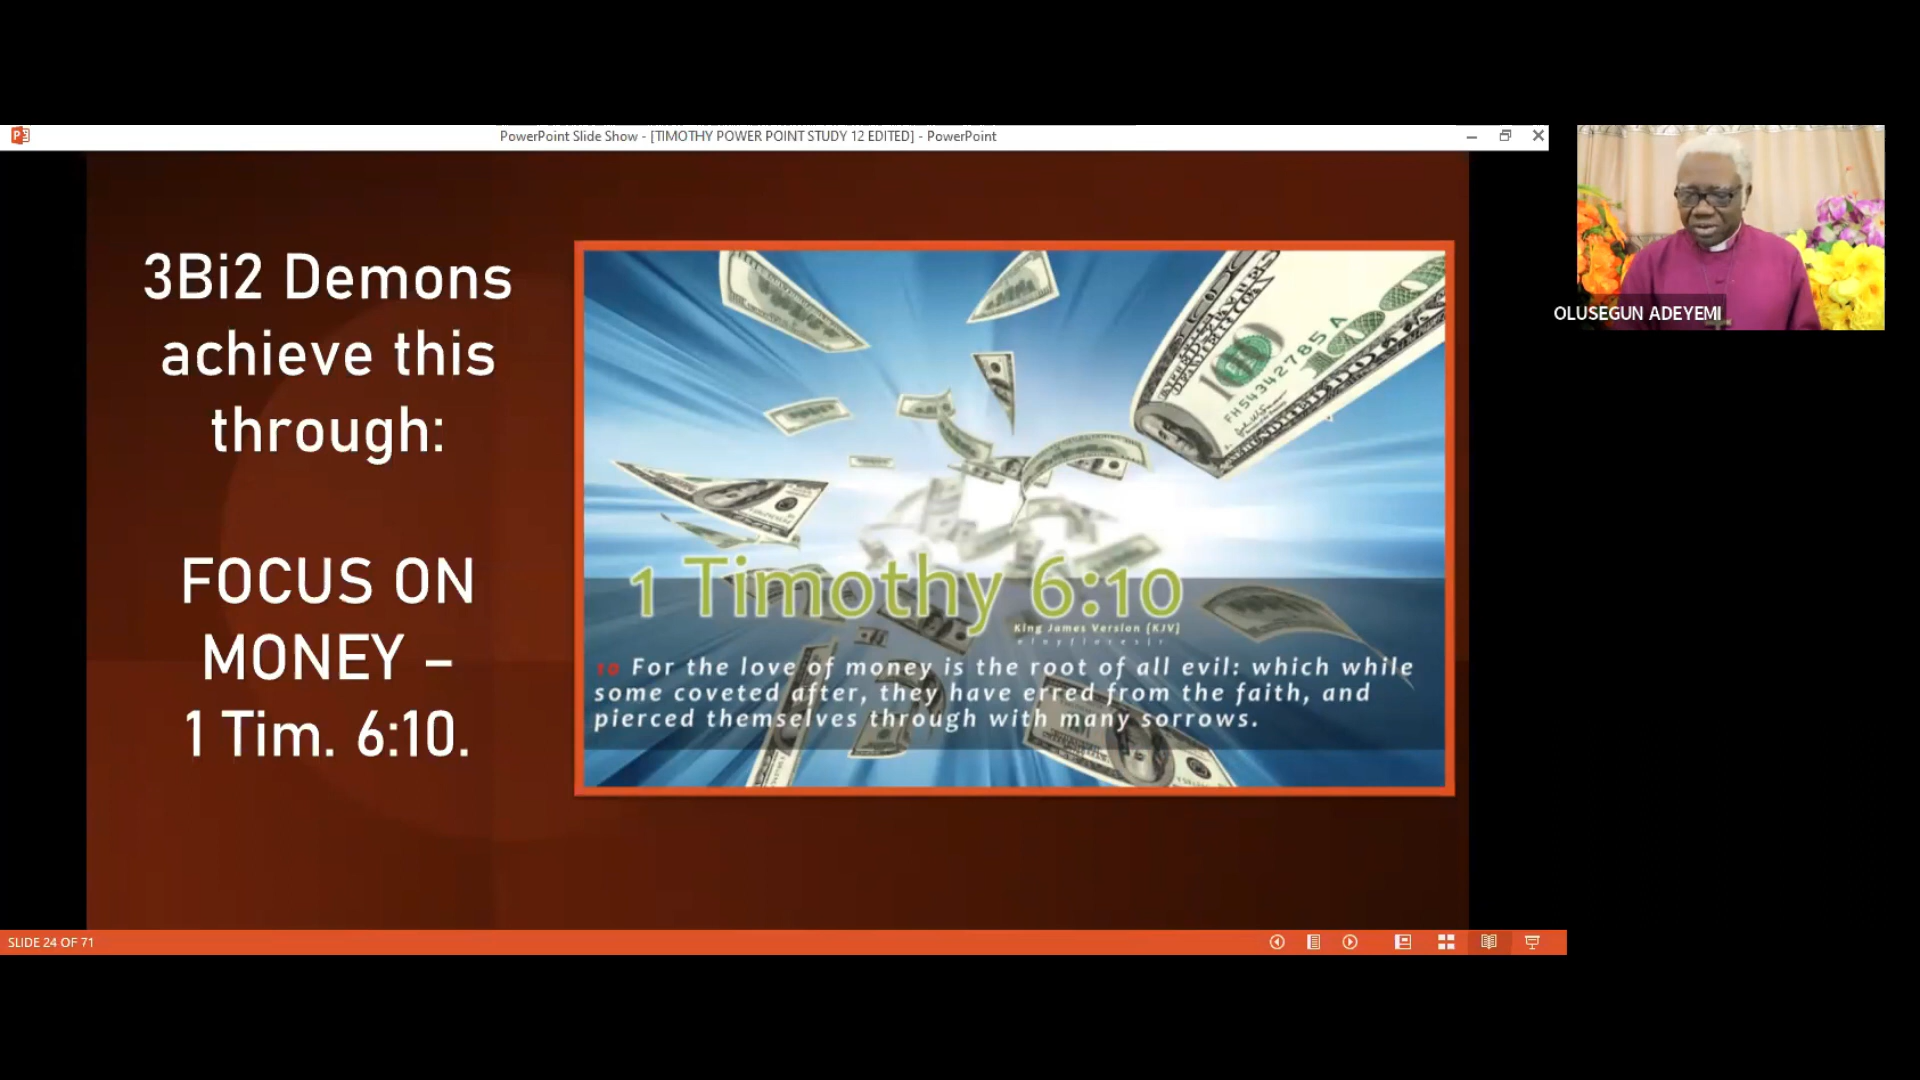 PowerPoint Slide Show - [TIMOTHY POWER POINT STUDY 12 EDITED] - PowerPoint
3Bi2 Demons
achieve this
through:
FOCUS ON
MONEY –
1 Tim. 6:10.
100
FH54342785 A
100
1 Timothy 6:10
King James Version (KJV)
10 For the love of money is the root of all evil: which while
some coveted after, they have erred from the faith, and
pierced themselves through with many sorrows.
OLUSEGUN ADEYEMI
SLIDE 24 OF 71